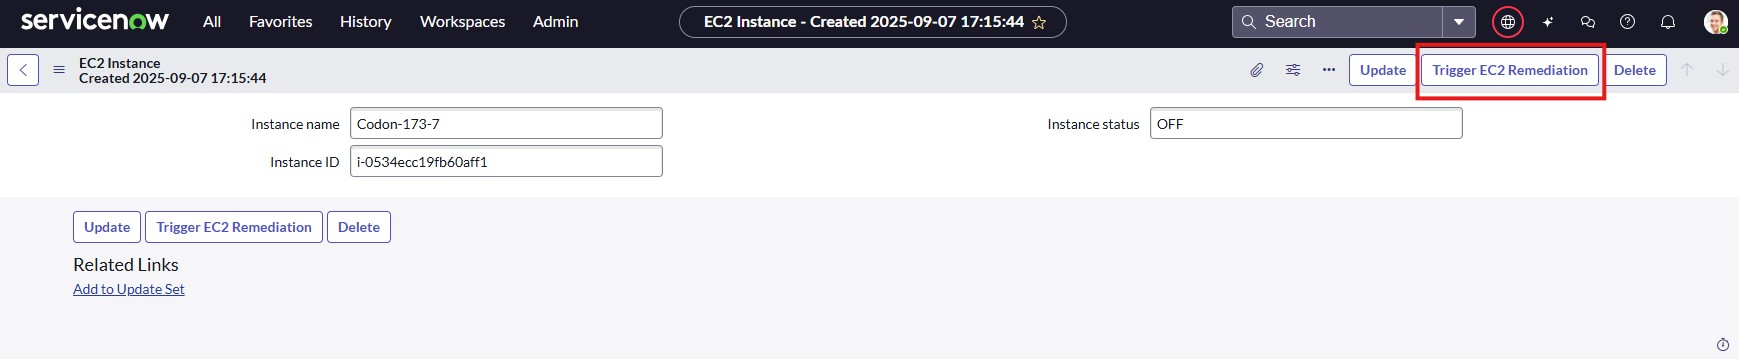 servicenow All Favorites History Workspaces Admin EC2 Instance - Created 2025-09-07 17:15:44 Search
EC2 Instance
Created 2025-09-07 17:15:44
Update Trigger EC2 Remediation Delete
Instance name Codon-173-7 Instance status OFF
Instance ID i-0534ecc19fb60aff1
Update Trigger EC2 Remediation Delete
Related Links
Add to Update Set